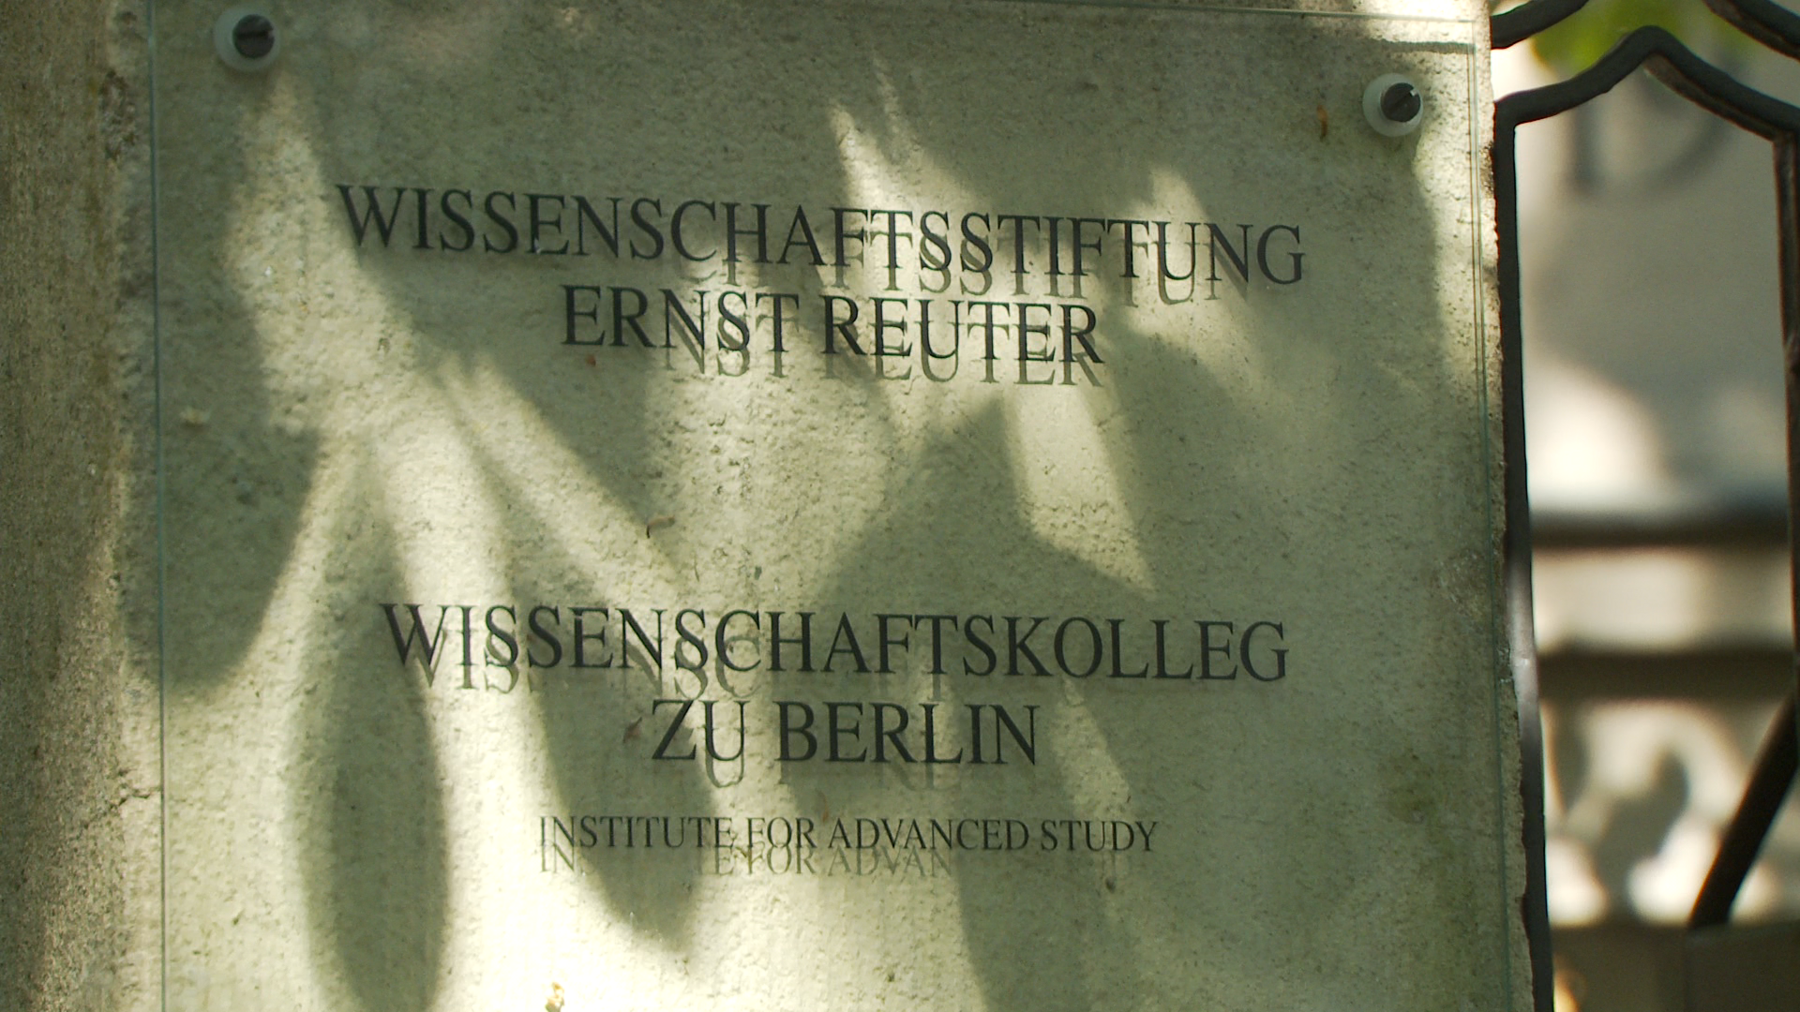 WISSENSCHAFTSSTIFTUNG
ERNST REUTER
WISSENSCHAFTSKOLLEG
ZU BERLIN
INSTITUTE FOR ADVANCED STUDY